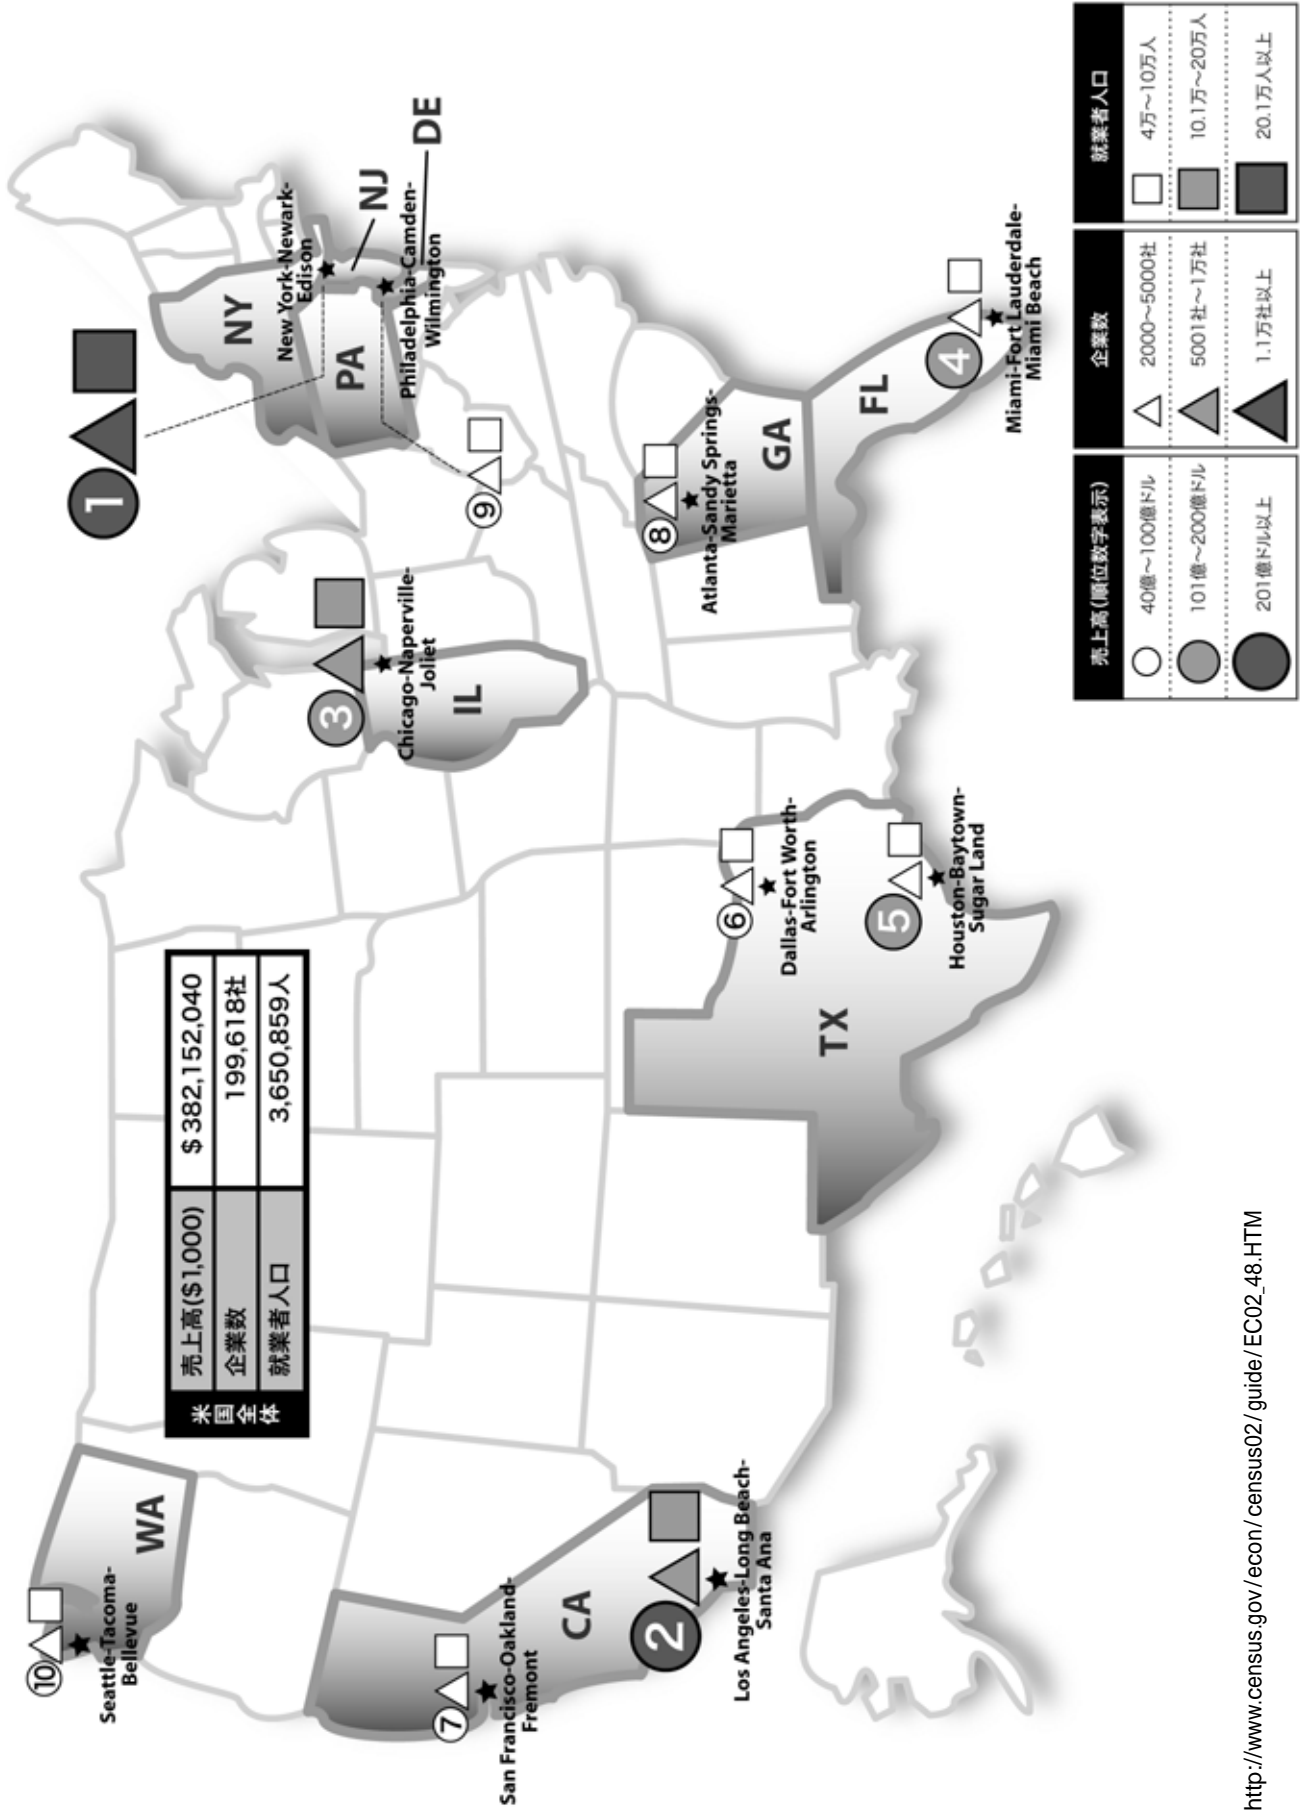 米国全体
売上高($1,000) $382,152,040
企業数 199,618社
就業者人口 3,650,859人
10
Seattle-Tacoma-
Bellevue
WA
7
San Francisco-Oakland-
Fremont
CA
2
Los Angeles-Long Beach-
Santa Ana
3
Chicago-Naperville-
Joliet
IL
1
NY
New York-Newark-
Edison
NJ
PA
Philadelphia-Camden-
Wilmington
DE
9
8
Atlanta-Sandy Springs-
Marietta
GA
FL
4
Miami-Fort Lauderdale-
Miami Beach
6
Dallas-Fort Worth-
Arlington
TX
5
Houston-Baytown-
Sugar Land
売上高(順位数字表示)
40億〜100億ドル
101億〜200億ドル
201億ドル以上
企業数
2000〜5000社
5001社〜1万社
1.1万社以上
就業者人口
4万〜10万人
10.1万〜20万人
20.1万人以上
http://www.census.gov/econ/census02/guide/EC02_48.HTM